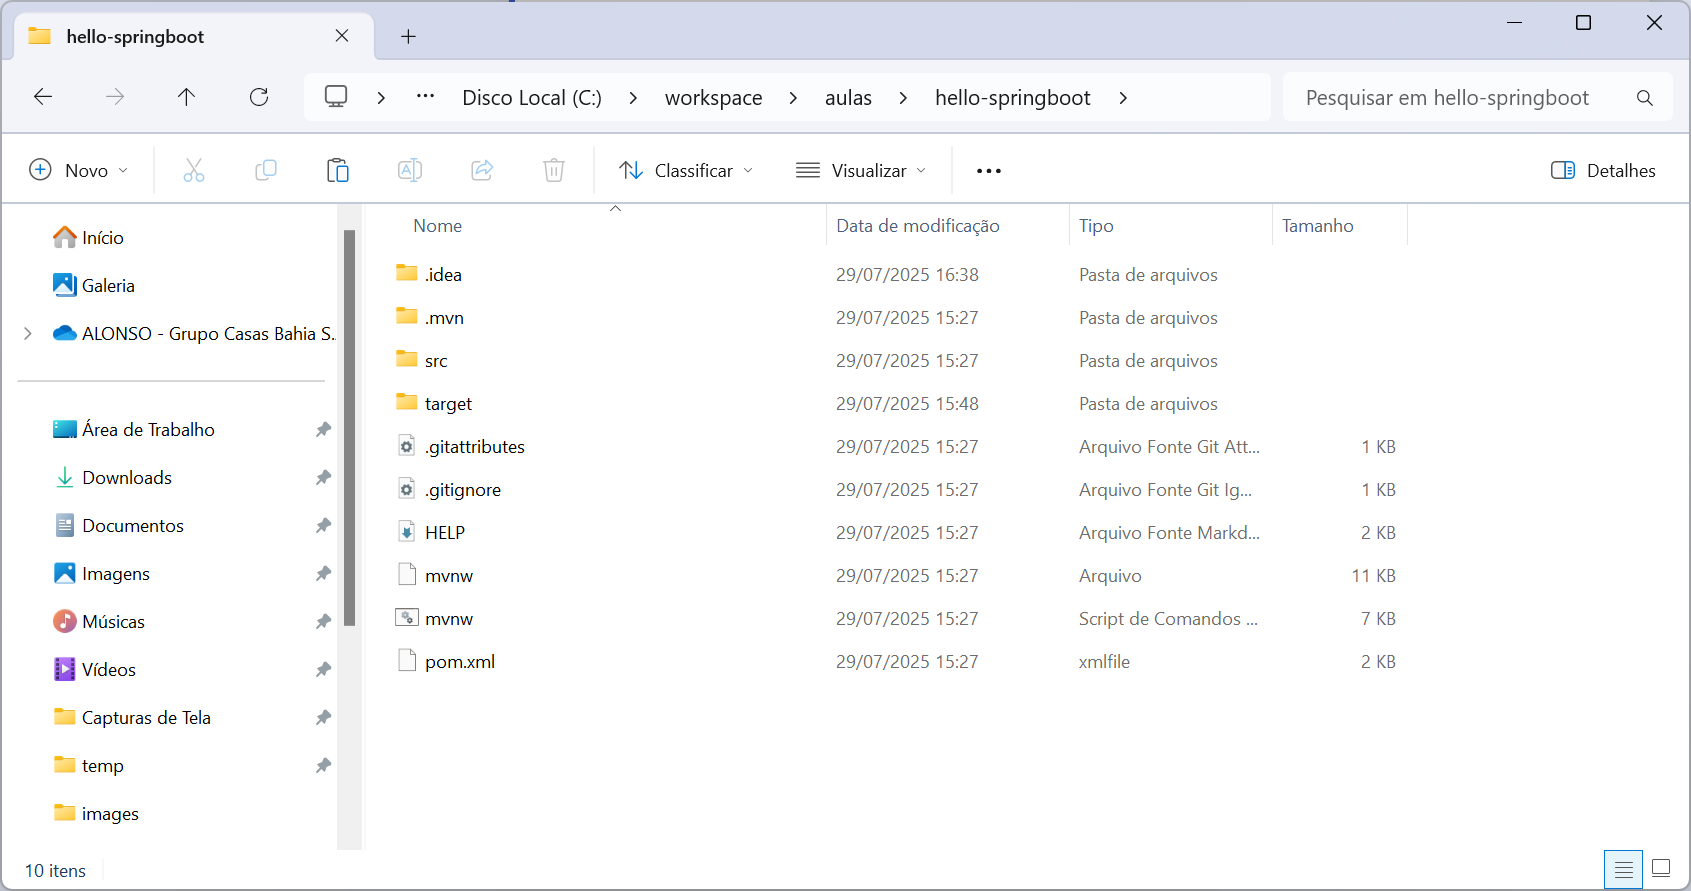 hello-springboot
Disco Local (C:) > workspace > aulas > hello-springboot >
Pesquisar em hello-springboot
Novo
Classificar
Visualizar
Detalhes
Início
Galeria
ALONSO - Grupo Casas Bahia S..
Área de Trabalho
Downloads
Documentos
Imagens
Músicas
Vídeos
Capturas de Tela
temp
images
Nome Data de modificação Tipo Tamanho
.idea 29/07/2025 16:38 Pasta de arquivos
.mvn 29/07/2025 15:27 Pasta de arquivos
src 29/07/2025 15:27 Pasta de arquivos
target 29/07/2025 15:48 Pasta de arquivos
.gitattributes 29/07/2025 15:27 Arquivo Fonte Git Att... 1 KB
.gitignore 29/07/2025 15:27 Arquivo Fonte Git Ig... 1 KB
HELP 29/07/2025 15:27 Arquivo Fonte Markd... 2 KB
mvnw 29/07/2025 15:27 Arquivo 11 KB
mvnw 29/07/2025 15:27 Script de Comandos ... 7 KB
pom.xml 29/07/2025 15:27 xmlfile 2 KB
10 itens